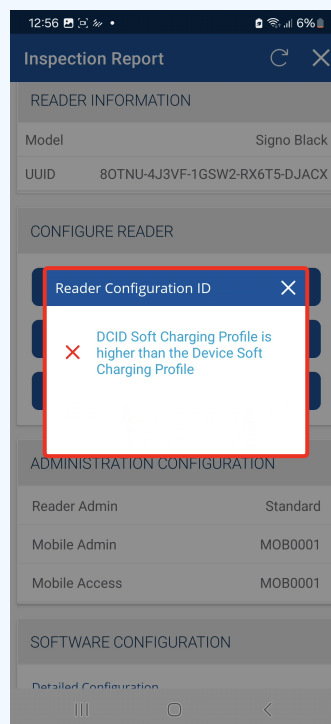 12:56
6%
Inspection Report
READER INFORMATION
Model Signo Black
UUID 8OTNU-4J3VF-1GSW2-RX6T5-DJACX
CONFIGURE READER
Reader Configuration ID
DCID Soft Charging Profile is
higher than the Device Soft
Charging Profile
ADMINISTRATION CONFIGURATION
Reader Admin Standard
Mobile Admin MOB0001
Mobile Access MOB0001
SOFTWARE CONFIGURATION
Detailed Configuration